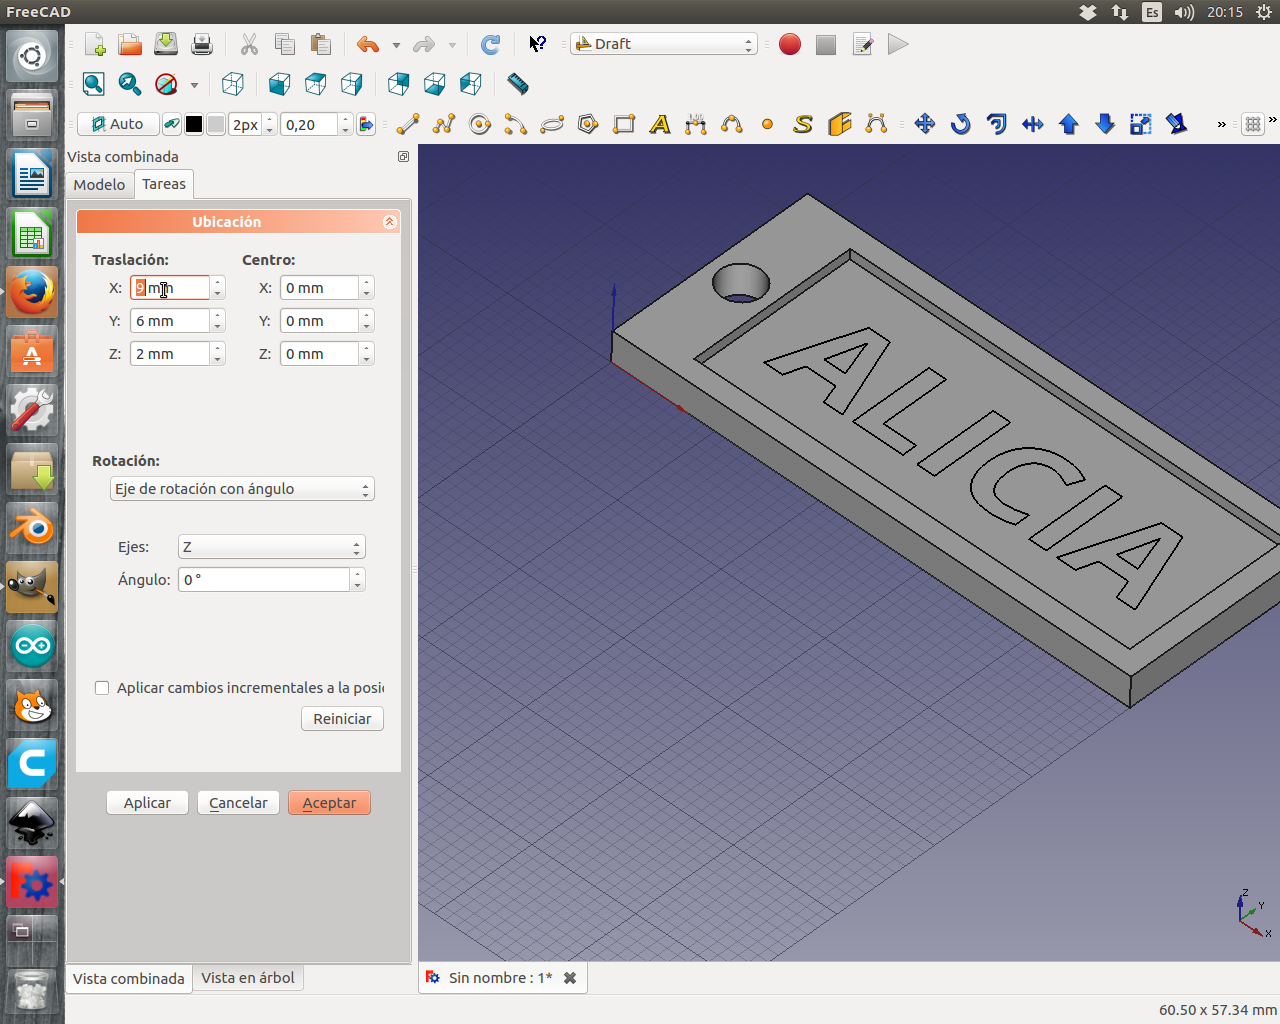 FreeCAD
Es
20:15
Draft
Auto
2px
0,20
A
S
»
»
Vista combinada
Modelo
Tareas
Ubicación
Traslación:
Centro:
X: 9 mm
X: 0 mm
Y: 6 mm
Y: 0 mm
Z: 2 mm
Z: 0 mm
Rotación:
Eje de rotación con ángulo
Ejes: Z
Ángulo: 0 °
Aplicar cambios incrementales a la posi
Reiniciar
Aplicar
Cancelar
Aceptar
ALICIA
Z
Y
X
Vista combinada
Vista en árbol
Sin nombre : 1*
60.50 x 57.34 mm